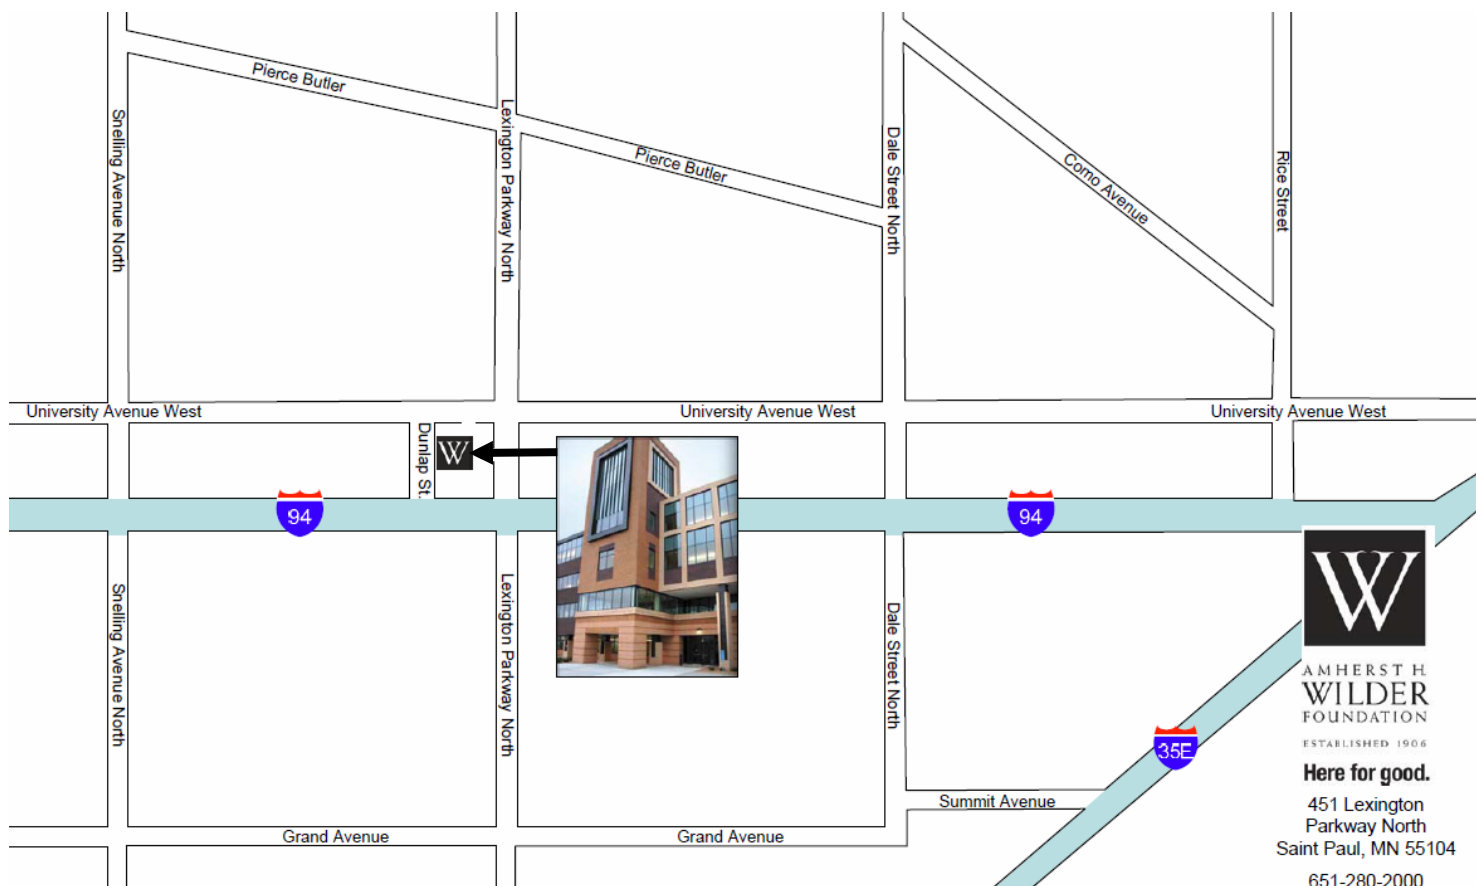 Pierce Butler
Pierce Butler
Snelling Avenue North
Lexington Parkway North
Dale Street North
Como Avenue
Rice Street
University Avenue West
University Avenue West
University Avenue West
Dunlap St.
W
94
94
Snelling Avenue North
Lexington Parkway North
Dale Street North
35E
Summit Avenue
Grand Avenue
Grand Avenue
W
AMHERST H.
WILDER
FOUNDATION
ESTABLISHED 1906
Here for good.
451 Lexington
Parkway North
Saint Paul, MN 55104
651-280-2000